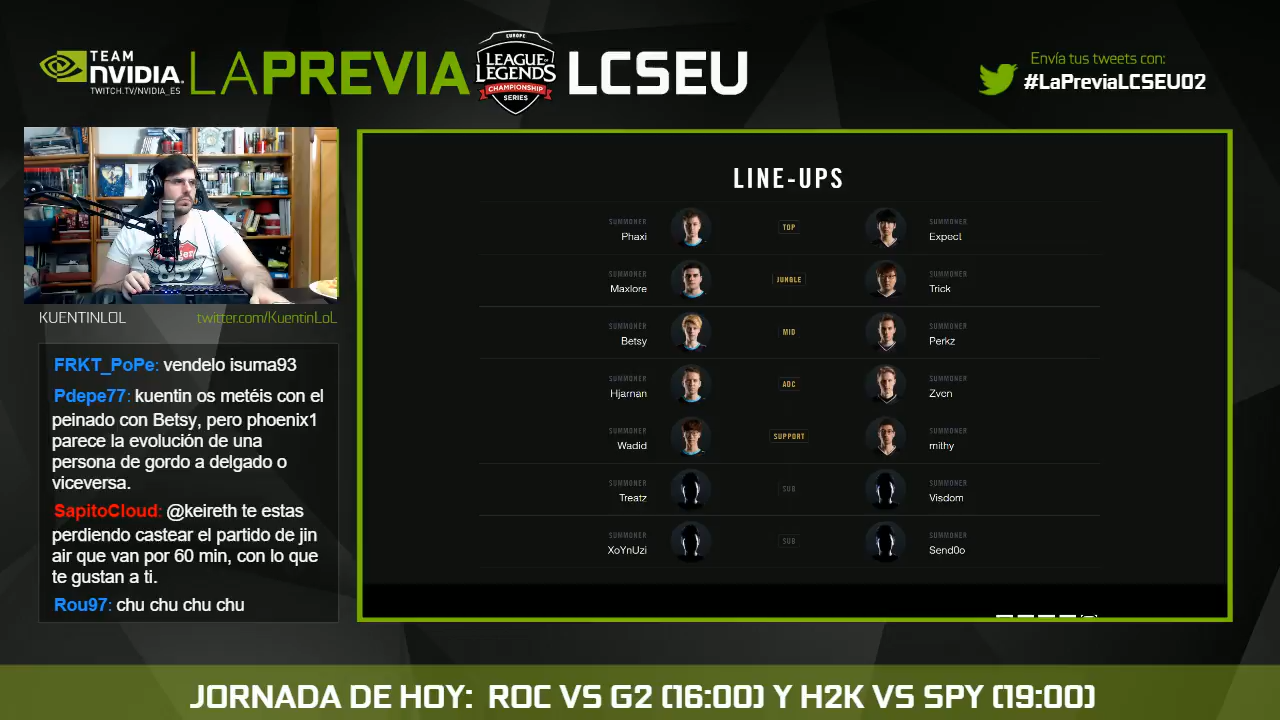 TEAM
NVIDIA.
TWITCH.TV/NVIDIA_ES
LAPREVIA
EUROPE
LEAGUE OF
LEGENDS
CHAMPIONSHIP
SERIES
LCSEU
Envía tus tweets con:
#LaPreviaLCSEU02
KUENTINLOL
twitter.com/KuentinLoL
FRKT_PoPe: vendelo isuma93
Pdepe77: kuentin os metéis con el
peinado con Betsy, pero phoenix1
parece la evolución de una
persona de gordo a delgado o
viceversa.
SapitoCloud: @keireth te estas
perdiendo castear el partido de jin
air que van por 60 min, con lo que
te gustan a ti.
Rou97: chu chu chu chu
LINE-UPS
SUMMONER
Phaxi
TOP
SUMMONER
Expect
SUMMONER
Maxlore
JUNGLE
SUMMONER
Trick
SUMMONER
Betsy
MID
SUMMONER
Perkz
SUMMONER
Hjarnan
ADC
SUMMONER
Zven
SUMMONER
Wadid
SUPPORT
SUMMONER
mithy
SUMMONER
Treatz
SUB
SUMMONER
Visdom
SUMMONER
XoYnUzi
SUB
SUMMONER
Send0o
JORNADA DE HOY: ROC VS G2 (16:00) Y H2K VS SPY (19:00)